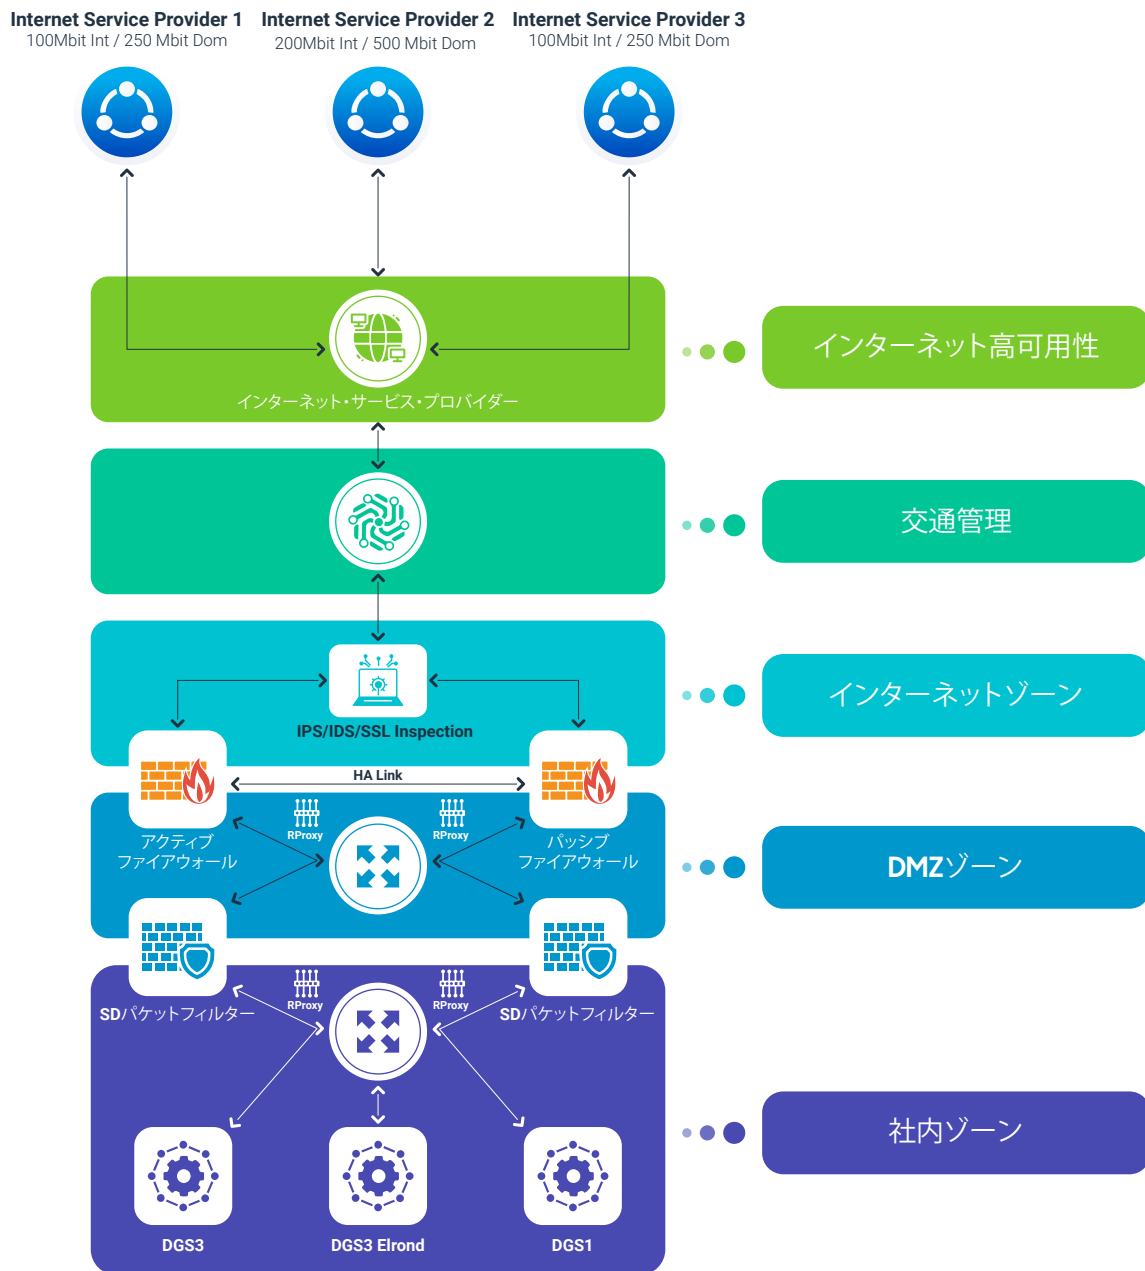 Internet Service Provider 1
100Mbit Int / 250 Mbit Dom
Internet Service Provider 2
200Mbit Int / 500 Mbit Dom
Internet Service Provider 3
100Mbit Int / 250 Mbit Dom
インターネット・サービス・プロバイダー
インターネット高可用性
交通管理
IPS/IDS/SSL Inspection
インターネットゾーン
HA Link
アクティブ
ファイアウォール
RProxy
RProxy
パッシブ
ファイアウォール
DMZゾーン
SDパケットフィルター
RProxy
RProxy
SDパケットフィルター
社内ゾーン
DGS3
DGS3 Elrond
DGS1